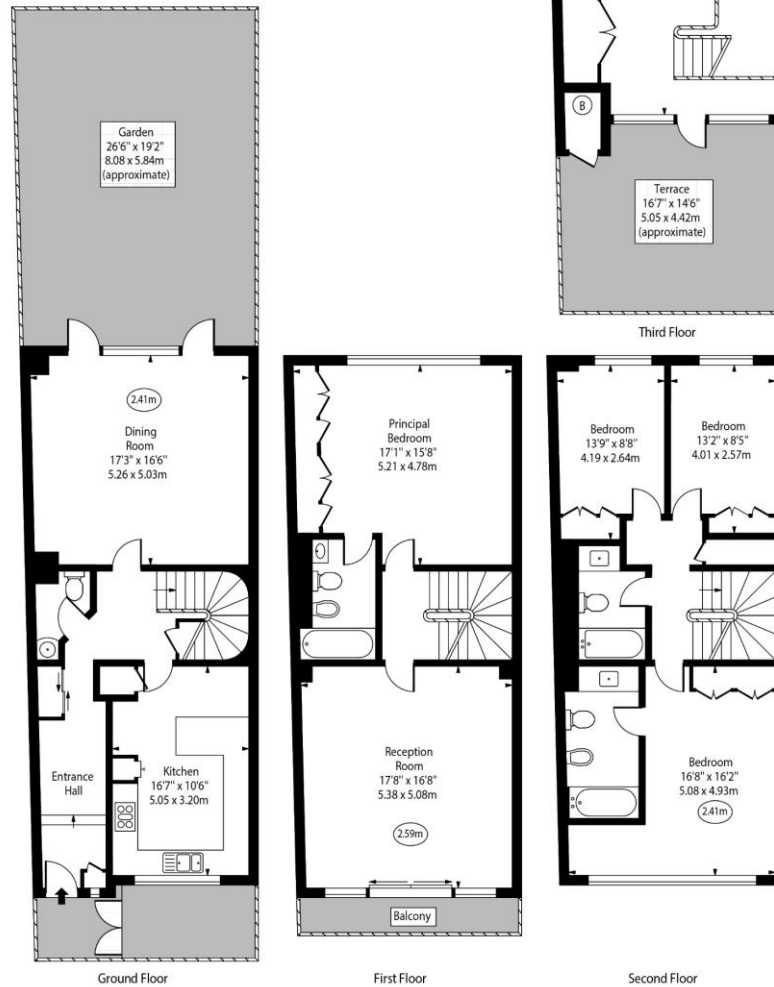 Garden
26'6" x 19'2"
8.08 x 5.84m
(approximate)
2.41m
Dining
Room
17'3" x 16'6"
5.26 x 5.03m
Entrance
Hall
Kitchen
16'7" x 10'6"
5.05 x 3.20m
Ground Floor
Principal
Bedroom
17'1" x 15'8"
5.21 x 4.78m
Reception
Room
17'8" x 16'8"
5.38 x 5.08m
2.59m
Balcony
First Floor
B
Terrace
16'7" x 14'6"
5.05 x 4.42m
(approximate)
Third Floor
Bedroom
13'9" x 8'8"
4.19 x 2.64m
Bedroom
13'2" x 8'5"
4.01 x 2.57m
Bedroom
16'8" x 16'2"
5.08 x 4.93m
2.41m
Second Floor